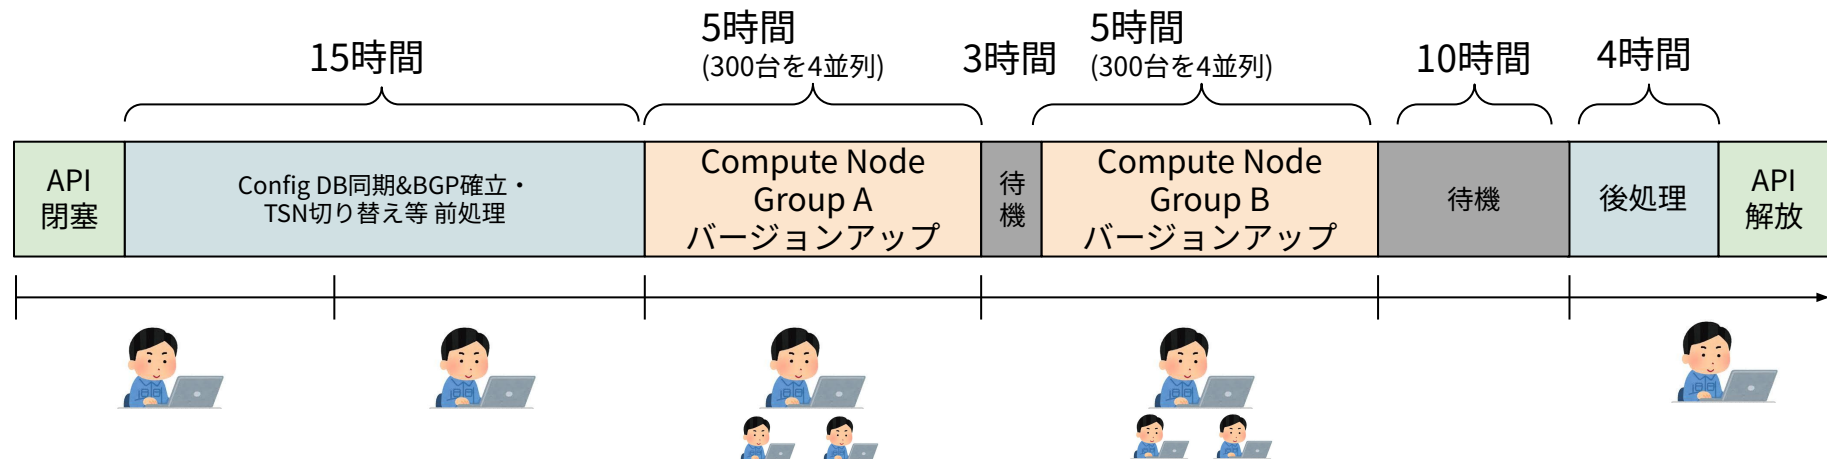 15時間
5時間
(300台を4並列)
3時間
5時間
(300台を4並列)
10時間
4時間
API
閉塞
Config DB同期&BGP確立・
TSN切り替え等 前処理
Compute Node
Group A
バージョンアップ
待
機
Compute Node
Group B
バージョンアップ
待機
後処理
API
解放